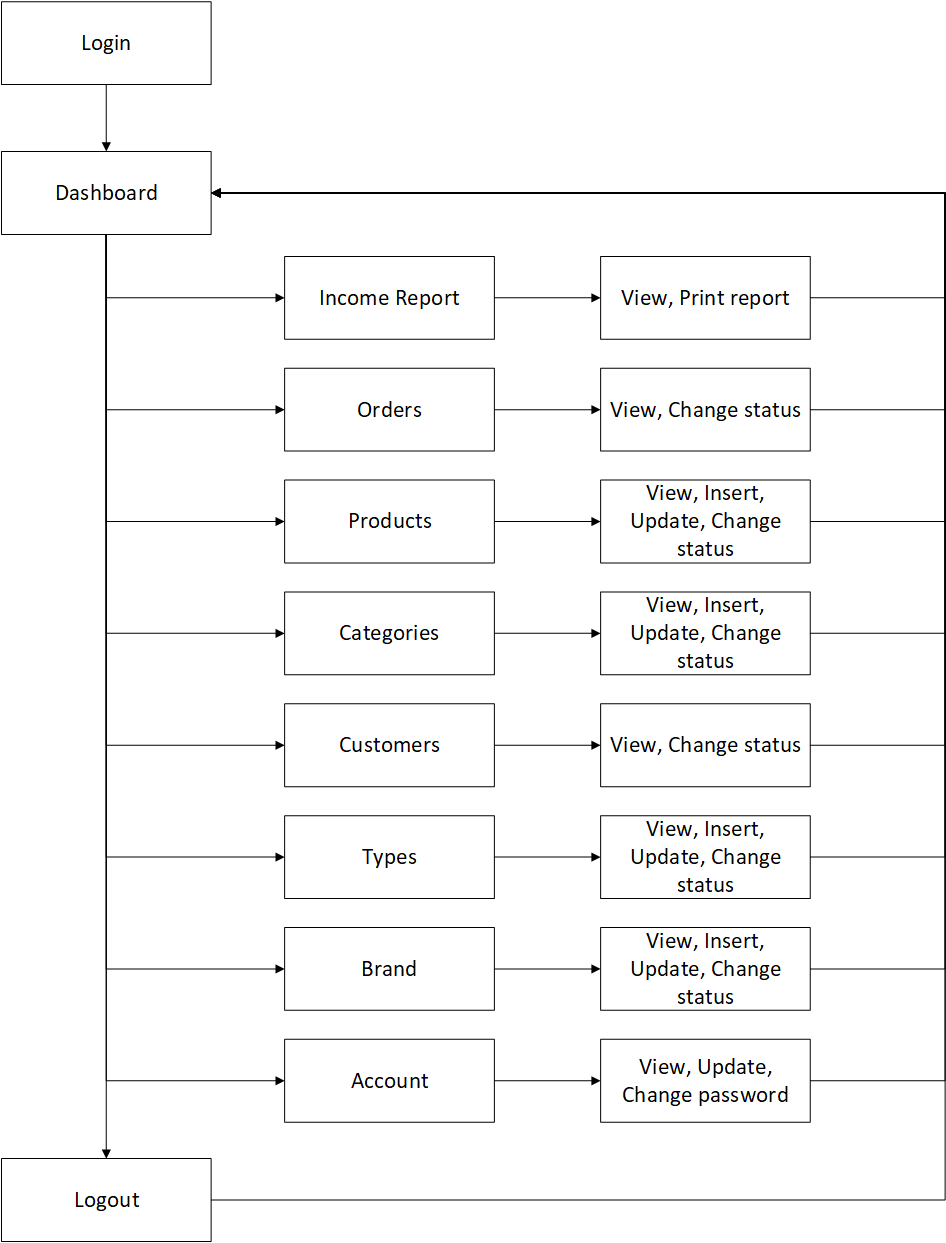 Login
Dashboard
Income Report
View, Print report
Orders
View, Change status
Products
View, Insert,
Update, Change
status
Categories
View, Insert,
Update, Change
status
Customers
View, Change status
Types
View, Insert,
Update, Change
status
Brand
View, Insert,
Update, Change
status
Account
View, Update,
Change password
Logout